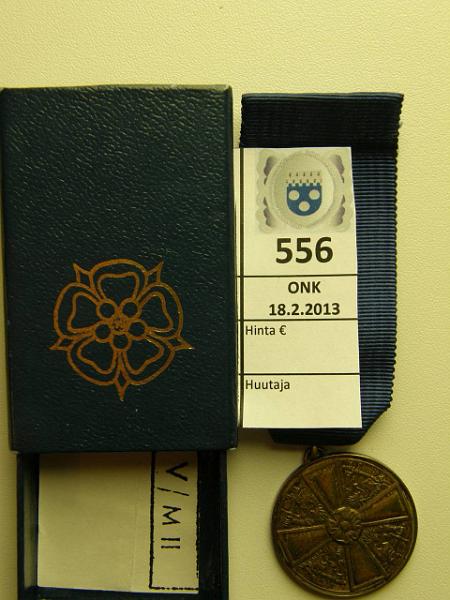 556
ONK
18.2.2013
Hinta €
Huutaja
V/M II